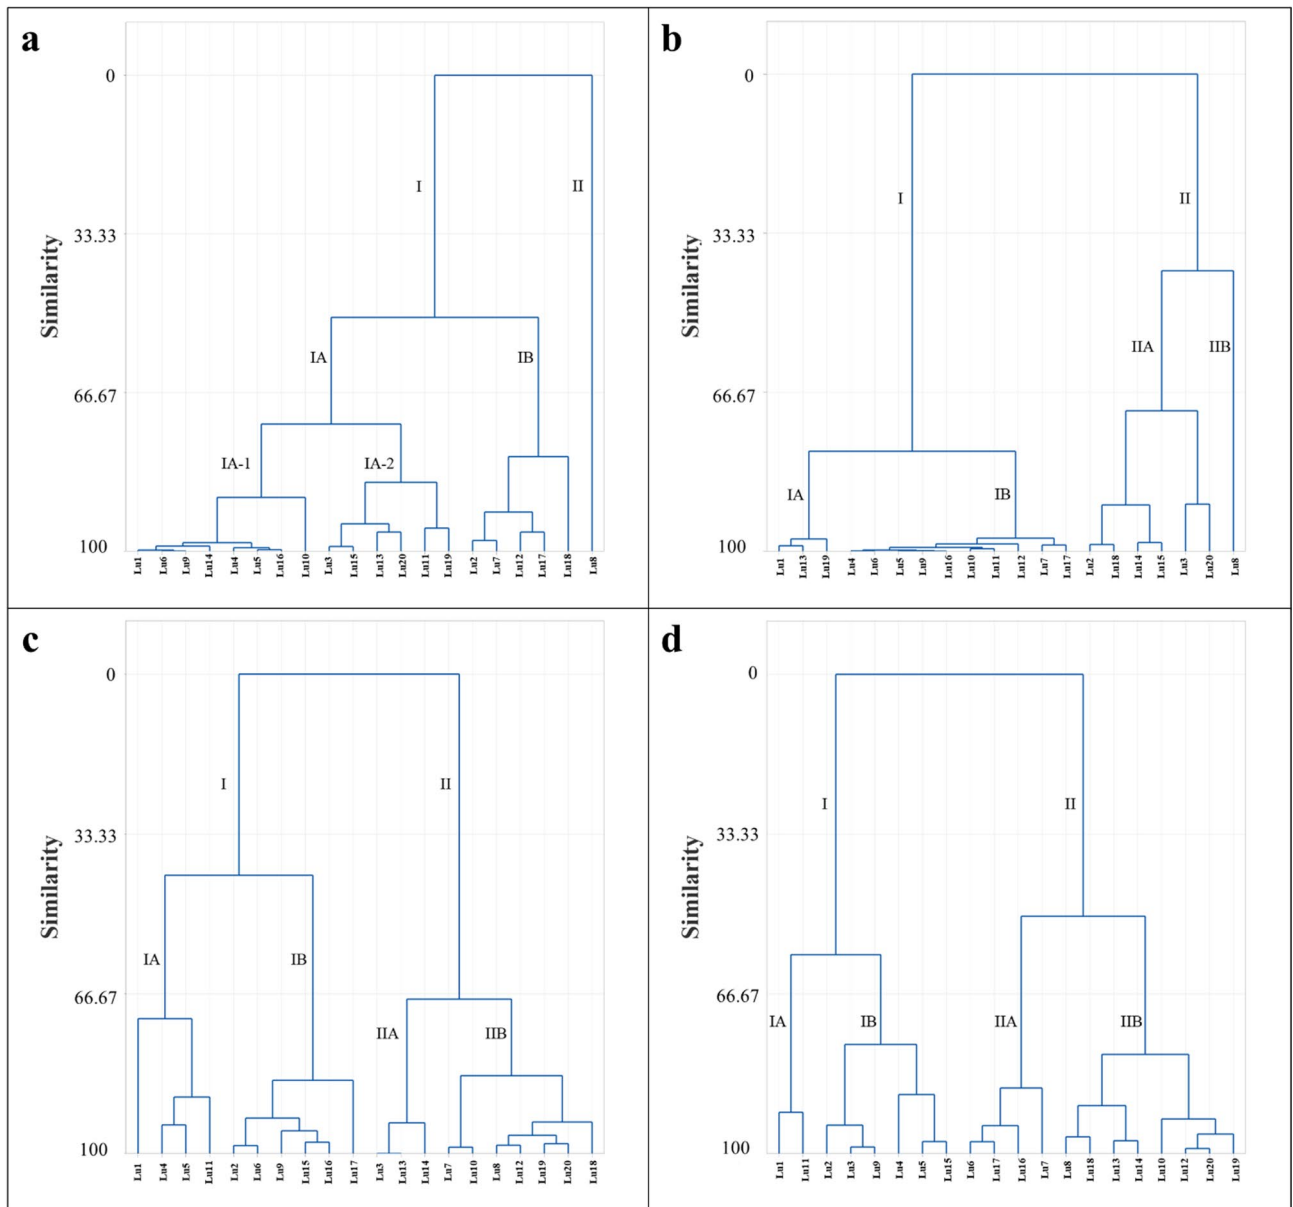 a
0
I
II
33.33
Similarity
IA
IB
66.67
IA-1
IA-2
100
Lu1
Lu6
Lu9
Lu14
Lu4
Lu5
Lu16
Lu10
Lu3
Lu15
Lu13
Lu20
Lu11
Lu19
Lu2
Lu7
Lu12
Lu17
Lu18
Lu8
b
0
I
II
33.33
Similarity
IIA
IIB
66.67
IA
IB
100
Lu1
Lu13
Lu19
Lu4
Lu6
Lu5
Lu9
Lu16
Lu10
Lu11
Lu12
Lu7
Lu17
Lu2
Lu18
Lu14
Lu15
Lu3
Lu20
Lu8
c
0
I
II
33.33
Similarity
IA
IB
66.67
IIA
IIB
100
Lu1
Lu4
Lu5
Lu11
Lu2
Lu6
Lu9
Lu15
Lu16
Lu17
Lu3
Lu13
Lu14
Lu7
Lu10
Lu8
Lu12
Lu19
Lu20
Lu18
d
0
I
II
33.33
Similarity
66.67
IA
IB
IIA
IIB
100
Lu1
Lu11
Lu2
Lu3
Lu9
Lu4
Lu5
Lu15
Lu6
Lu17
Lu16
Lu7
Lu8
Lu18
Lu13
Lu14
Lu10
Lu12
Lu20
Lu19